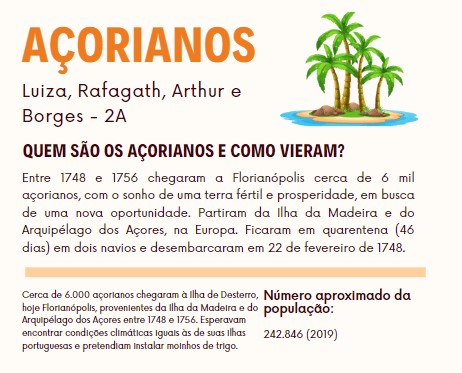 AÇORIANOS
Luiza, Rafagath, Arthur e
Borges - 2A
QUEM SÃO OS AÇORIANOS E COMO VIERAM?
Entre 1748 e 1756 chegaram a Florianópolis cerca de 6 mil
açorianos, com o sonho de uma terra fértil e prosperidade, em busca
de uma nova oportunidade. Partiram da Ilha da Madeira e do
Arquipélago dos Açores, na Europa. Ficaram em quarentena (46
dias) em dois navios e desembarcaram em 22 de fevereiro de 1748.
Cerca de 6.000 açorianos chegaram à Ilha de Desterro,
hoje Florianópolis, provenientes da Ilha da Madeira e do
Arquipélago dos Açores entre 1748 e 1756. Esperavam
encontrar condições climáticas iguais às de suas ilhas
portuguesas e pretendiam instalar moinhos de trigo.
Número aproximado da
população:
242.846 (2019)